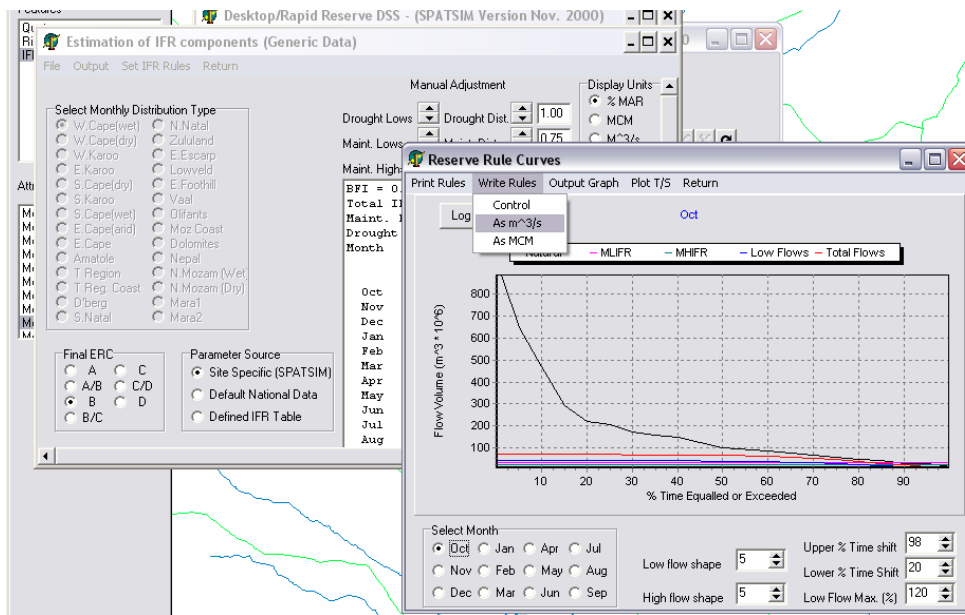 Features
Desktop/Rapid Reserve DSS - (SPATSIM Version Nov. 2000)
Estimation of IFR components (Generic Data)
File Output Set IFR Rules Return
Manual Adjustment
Display Units
% MAR
MCM
M^3/s
Drought Lows
Drought Dist.
1.00
Maint. Lows
0.75
Maint. High
Select Monthly Distribution Type
W.Cape(wet) N.Natal
W.Cape(dry) Zululand
W.Karoo E.Escarp
E.Karoo Lowveld
S.Cape(dry) E.Foothill
S.Karoo Vaal
S.Cape(wet) Olifants
E.Cape(arid) Moz Coast
E.Cape Dolomites
Amatole Nepal
T Region N.Mozam (Wet)
T Reg. Coast N.Mozam (Dry)
D'berg Mara1
S.Natal Mara2
Final ERC
A C
A/B C/D
B D
B/C
Parameter Source
Site Specific (SPATSIM)
Default National Data
Defined IFR Table
BFI = 0.
Total I
Maint.
Drought
Month
Oct
Nov
Dec
Jan
Feb
Mar
Apr
May
Jun
Jul
Aug
Reserve Rule Curves
Print Rules Write Rules Output Graph Plot T/S Return
Control
As m^3/s
As MCM
Log
Oct
Natural MLIFR MHIFR Low Flows Total Flows
Flow Volume (m^3 * 10^6)
800
700
600
500
400
300
200
100
10 20 30 40 50 60 70 80 90
% Time Equalled or Exceeded
Select Month
Oct Jan Apr Jul
Nov Feb May Aug
Dec Mar Jun Sep
Low flow shape 5
High flow shape 5
Upper % Time shift 98
Lower % Time Shift 20
Low Flow Max. (%) 120